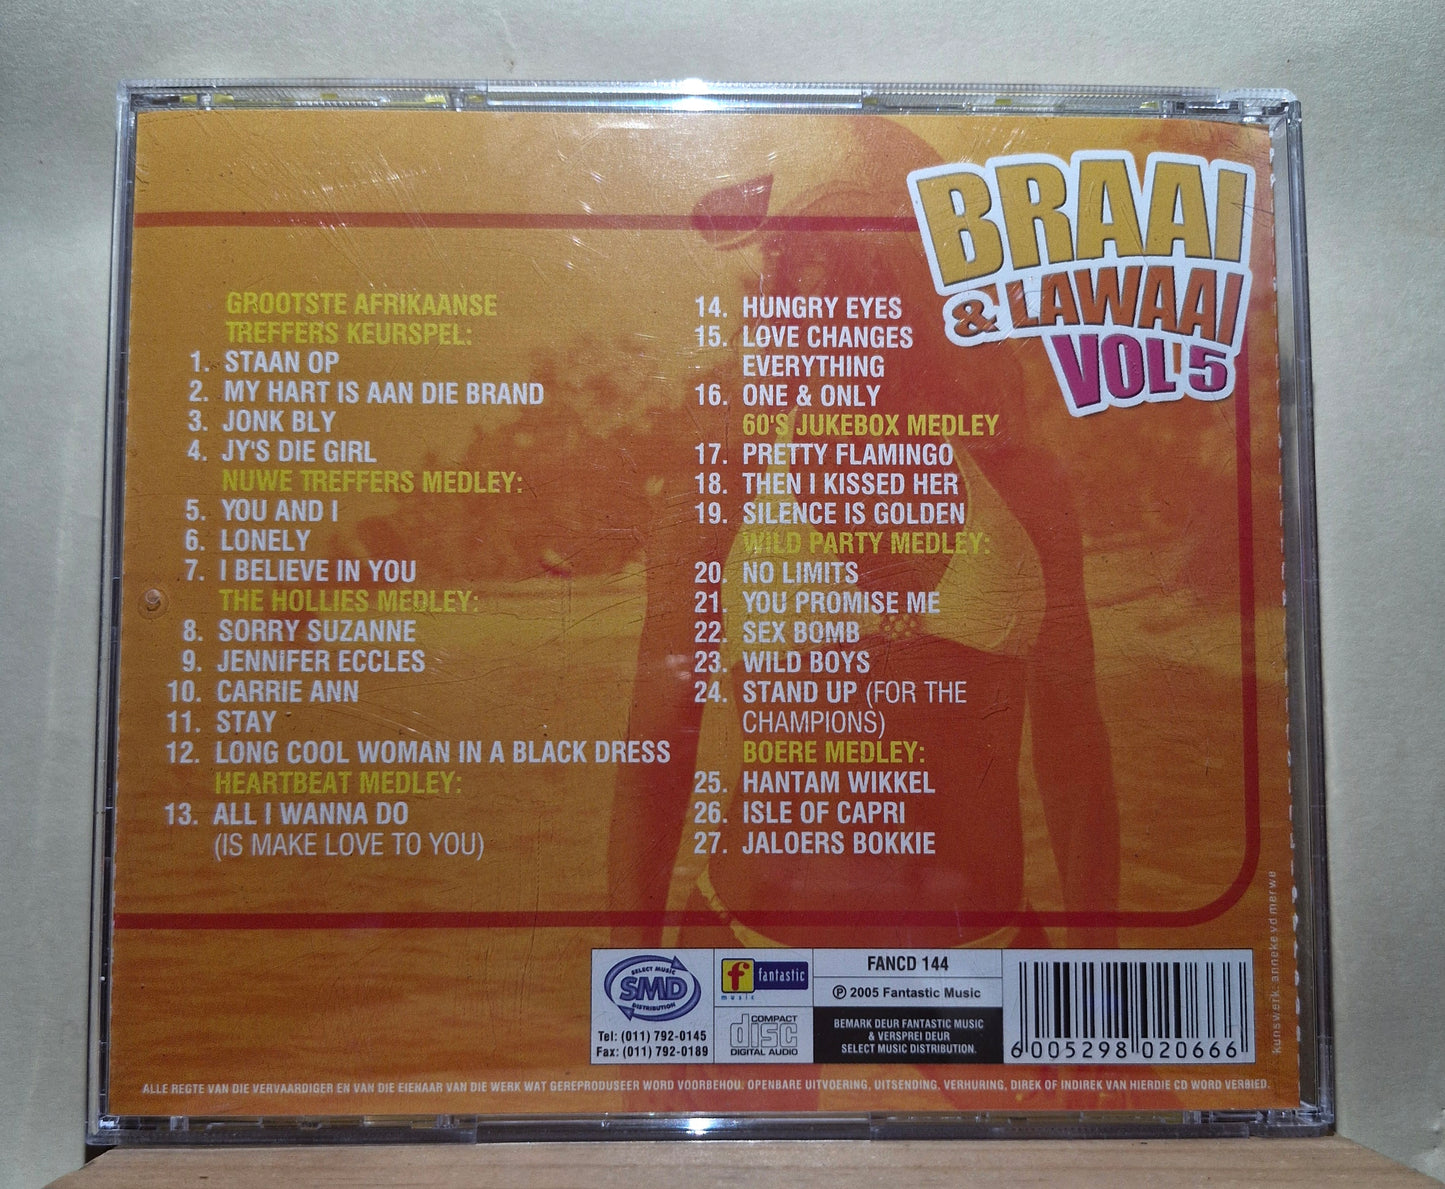 BRAAI
& LAWAAI
VOL 5
GROOTSTE AFRIKAANSE
TREFFERS KEURSPEL:
1. STAAN OP
2. MY HART IS AAN DIE BRAND
3. JONK BLY
4. JY'S DIE GIRL
NUWE TREFFERS MEDLEY:
5. YOU AND I
6. LONELY
7. I BELIEVE IN YOU
THE HOLLIES MEDLEY:
8. SORRY SUZANNE
9. JENNIFER ECCLES
10. CARRIE ANN
11. STAY
12. LONG COOL WOMAN IN A BLACK DRESS
HEARTBEAT MEDLEY:
13. ALL I WANNA DO
(IS MAKE LOVE TO YOU)
14. HUNGRY EYES
15. LOVE CHANGES
EVERYTHING
16. ONE & ONLY
60'S JUKEBOX MEDLEY
17. PRETTY FLAMINGO
18. THEN I KISSED HER
19. SILENCE IS GOLDEN
WILD PARTY MEDLEY:
20. NO LIMITS
21. YOU PROMISE ME
22. SEX BOMB
23. WILD BOYS
24. STAND UP (FOR THE
CHAMPIONS)
BOERE MEDLEY:
25. HANTAM WIKKEL
26. ISLE OF CAPRI
27. JALOERS BOKKIE
SELECT MUSIC
SMD
DISTRIBUTION
Tel: (011) 792-0145
Fax: (011) 792-0189
f fantastic
music
COMPACT
disc
DIGITAL AUDIO
FANCD 144
℗ 2005 Fantastic Music
BEMARK DEUR FANTASTIC MUSIC
& VERSPREI DEUR
SELECT MUSIC DISTRIBUTION.
6 005298 020666
kunswerk: anneke vd merwe
ALLE REGTE VAN DIE VERVAARDIGER EN VAN DIE EIENAAR VAN DIE WERK WAT GEREPRODUSEER WORD VOORBEHOU. OPENBARE UITVOERING, UITSENDING, VERHURING, DIREK OF INDIREK VAN HIERDIE CD WORD VERBIED.